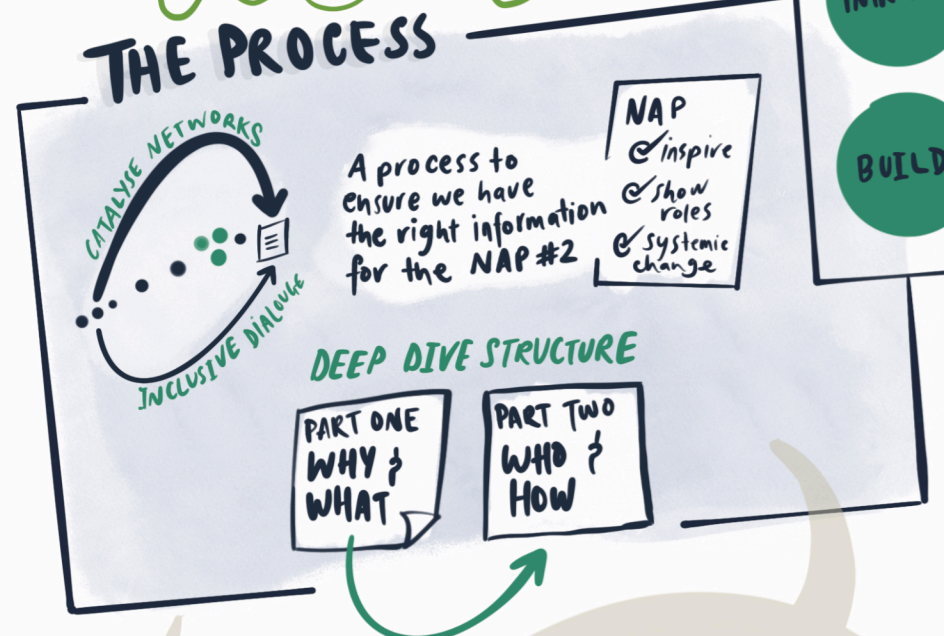 THE PROCESS
CATALYSE NETWORKS
INCLUSIVE DIALOUGE
A process to
ensure we have
the right information
for the NAP #2
NAP
inspire
show
roles
systemic
change
BUILD
DEEP DIVE STRUCTURE
PART ONE
WHY &
WHAT
PART TWO
WHO &
HOW